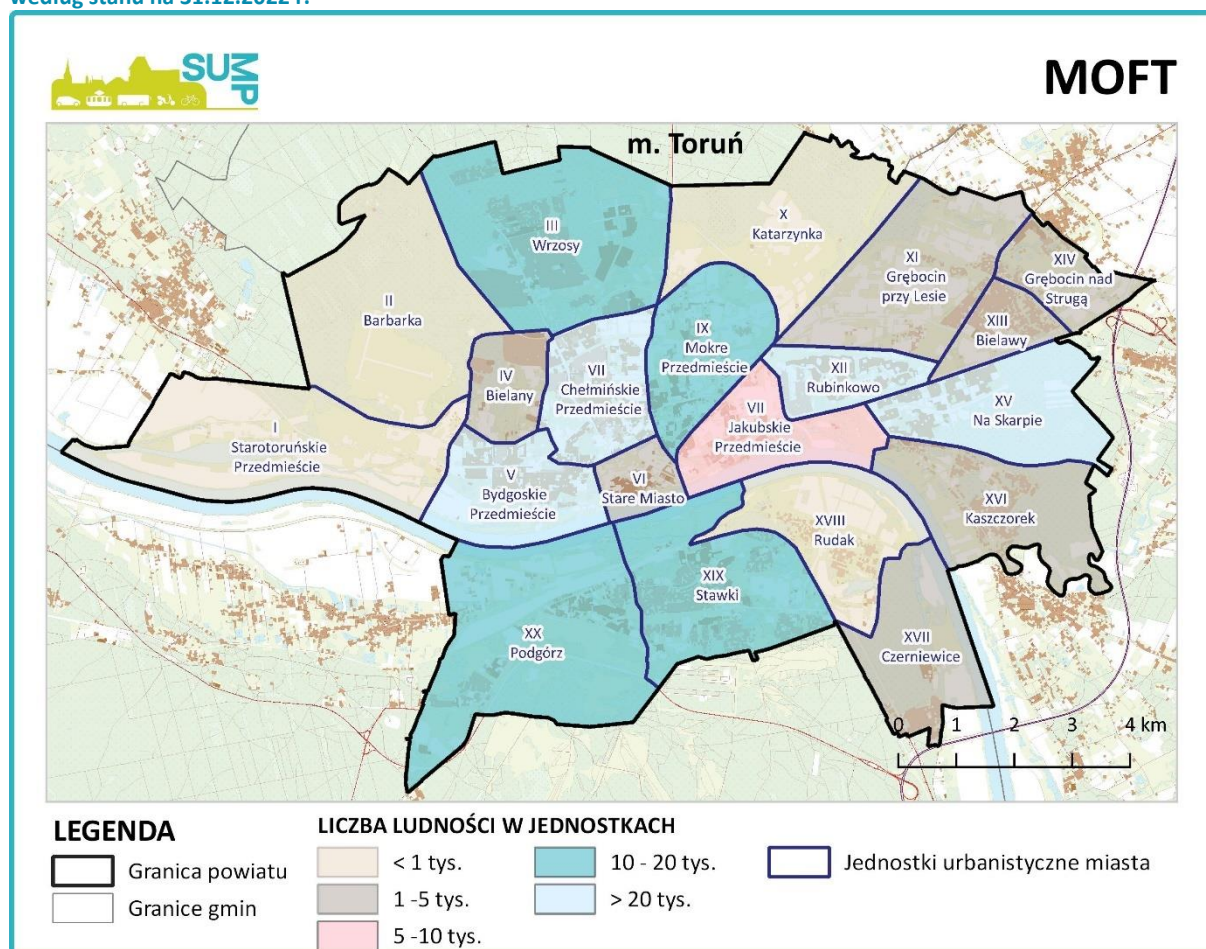 według stanu na 31.12.2022 r.
SUMP
MOFT
m. Toruń
III
Wrzosy
X
Katarzynka
XI
Grębocin
przy Lesie
XIV
Grębocin nad
Strugą
II
Barbarka
IX
Mokre
Przedmieście
XIII
Bielawy
IV
Bielany
VII
Chełmińskie
Przedmieście
XII
Rubinkowo
XV
Na Skarpie
I
Starotoruńskie
Przedmieście
VII
Jakubskie
Przedmieście
V
Bydgoskie
Przedmieście
VI
Stare Miasto
XVI
Kaszczorek
XVIII
Rudak
XIX
Stawki
XX
Podgórz
XVII
Czerniewice
0 1 2 3 4 km
LEGENDA
Granica powiatu
Granice gmin
LICZBA LUDNOŚCI W JEDNOSTKACH
< 1 tys.
1 -5 tys.
5 -10 tys.
10 - 20 tys.
> 20 tys.
Jednostki urbanistyczne miasta